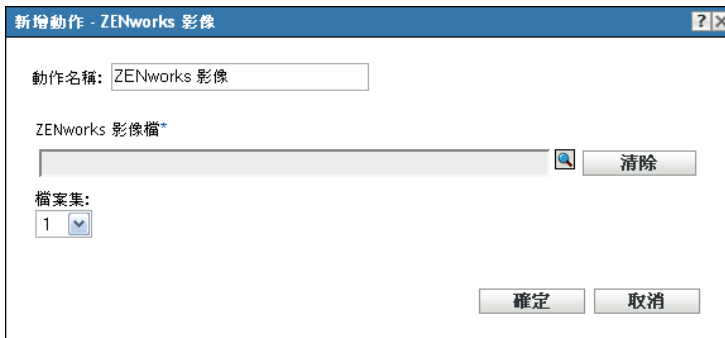 新增動作 - ZENworks 影像
動作名稱: ZENworks 影像
ZENworks 影像檔*
清除
檔案集:
1
確定 取消